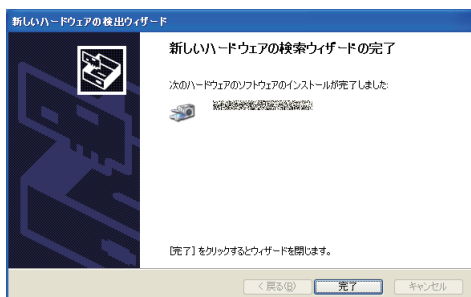 新しいハードウェアの検出ウィザード
新しいハードウェアの検索ウィザードの完了
次のハードウェアのソフトウェアのインストールが完了しました:
[完了] をクリックするとウィザードを閉じます。
< 戻る(B)
完了
キャンセル